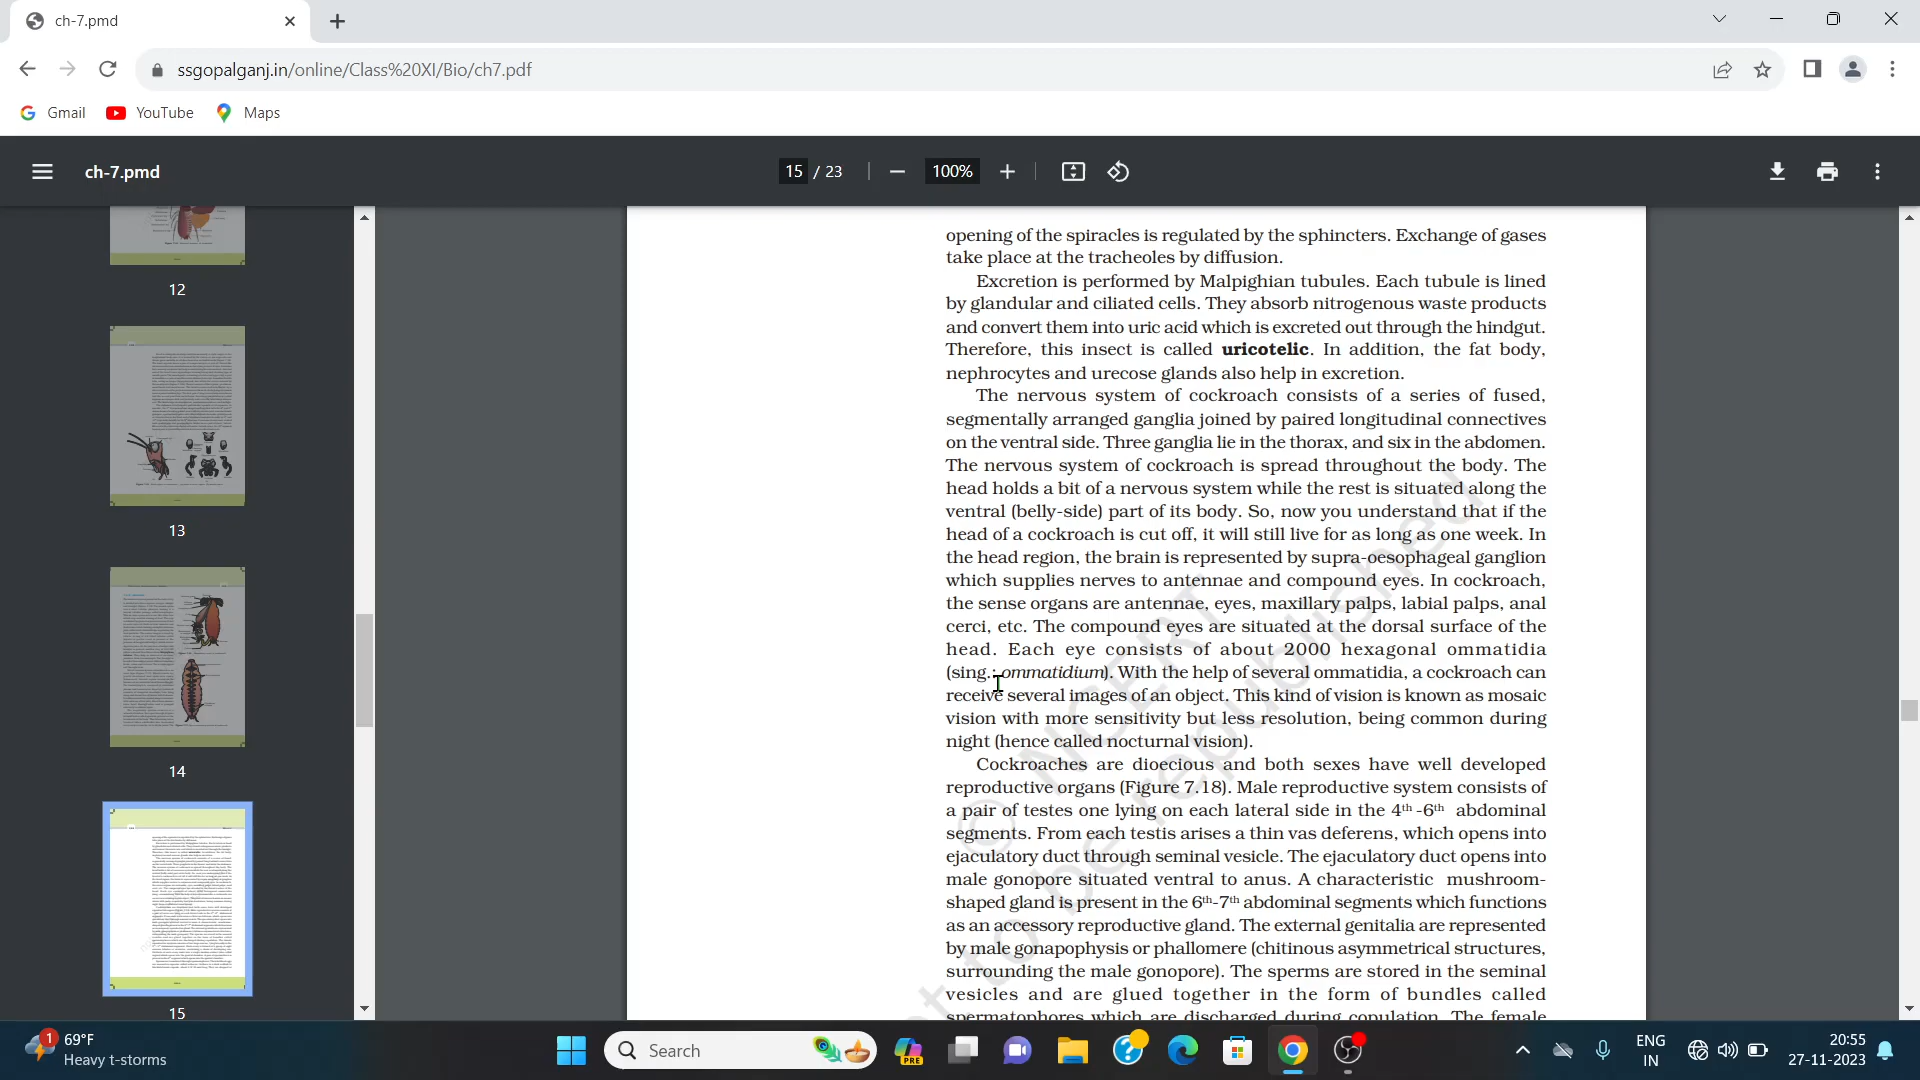 ch-7.pmd
ssgopalganj.in/online/Class%20XI/Bio/ch7.pdf
Gmail YouTube Maps
ch-7.pmd 15 / 23 100%
12
13
14
15
opening of the spiracles is regulated by the sphincters. Exchange of gases
take place at the tracheoles by diffusion.
Excretion is performed by Malpighian tubules. Each tubule is lined
by glandular and ciliated cells. They absorb nitrogenous waste products
and convert them into uric acid which is excreted out through the hindgut.
Therefore, this insect is called uricotelic. In addition, the fat body,
nephrocytes and urecose glands also help in excretion.
The nervous system of cockroach consists of a series of fused,
segmentally arranged ganglia joined by paired longitudinal connectives
on the ventral side. Three ganglia lie in the thorax, and six in the abdomen.
The nervous system of cockroach is spread throughout the body. The
head holds a bit of a nervous system while the rest is situated along the
ventral (belly-side) part of its body. So, now you understand that if the
head of a cockroach is cut off, it will still live for as long as one week. In
the head region, the brain is represented by supra-oesophageal ganglion
which supplies nerves to antennae and compound eyes. In cockroach,
the sense organs are antennae, eyes, maxillary palps, labial palps, anal
cerci, etc. The compound eyes are situated at the dorsal surface of the
head. Each eye consists of about 2000 hexagonal ommatidia
(sing.: ommatidium). With the help of several ommatidia, a cockroach can
receive several images of an object. This kind of vision is known as mosaic
vision with more sensitivity but less resolution, being common during
night (hence called nocturnal vision).
Cockroaches are dioecious and both sexes have well developed
reproductive organs (Figure 7.18). Male reproductive system consists of
a pair of testes one lying on each lateral side in the 4th -6th abdominal
segments. From each testis arises a thin vas deferens, which opens into
ejaculatory duct through seminal vesicle. The ejaculatory duct opens into
male gonopore situated ventral to anus. A characteristic mushroom-
shaped gland is present in the 6th-7th abdominal segments which functions
as an accessory reproductive gland. The external genitalia are represented
by male gonapophysis or phallomere (chitinous asymmetrical structures,
surrounding the male gonopore). The sperms are stored in the seminal
vesicles and are glued together in the form of bundles called
spermatophores which are discharged during copulation. The female
© NCERT
t to be republished
1 69°F
Heavy t-storms
Search
PRE
ENG
IN
20:55
27-11-2023